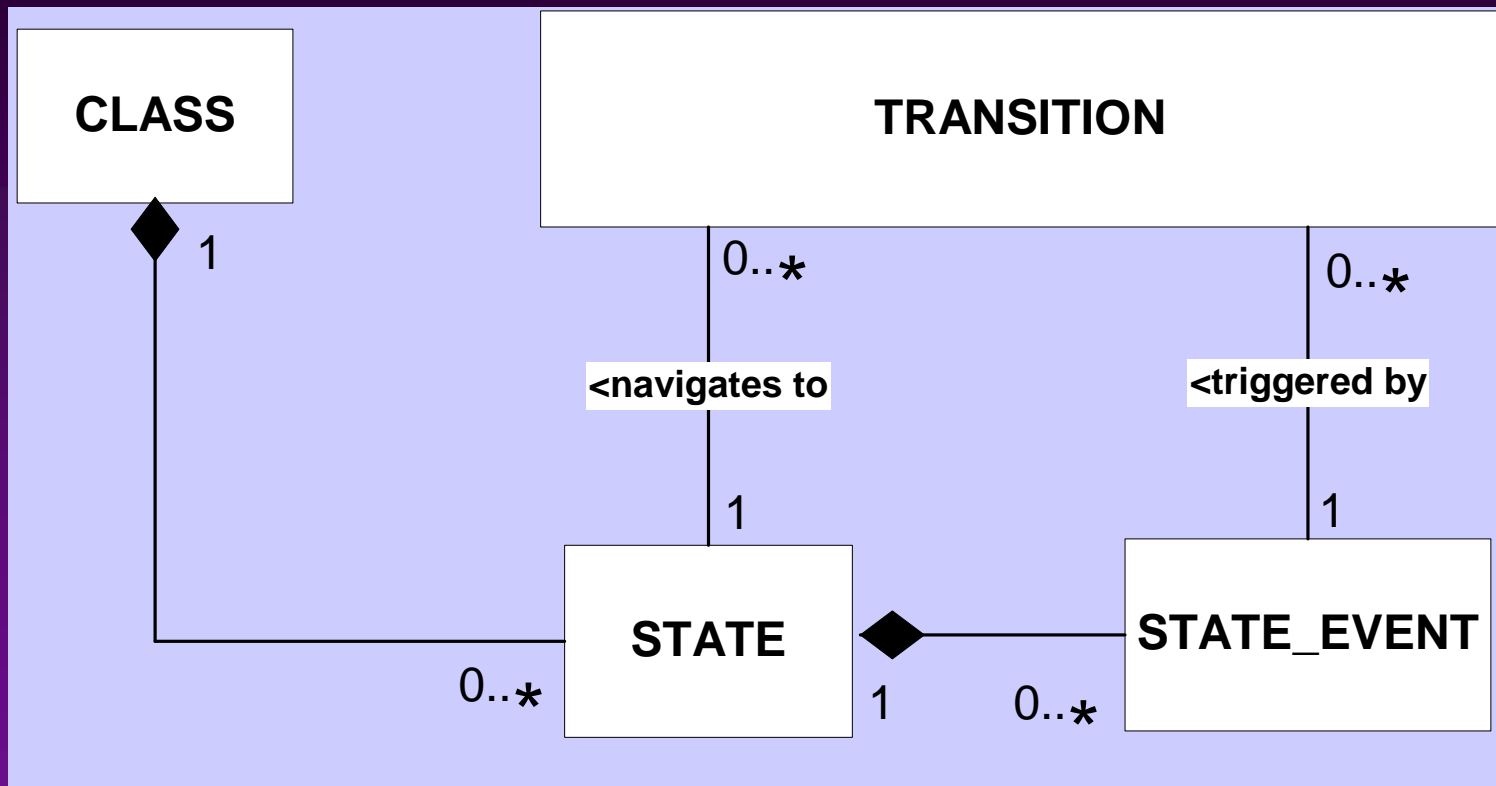 CLASS
TRANSITION
1
0..*
0..*
<navigates to
<triggered by
1
1
STATE
STATE_EVENT
0..*
1
0..*